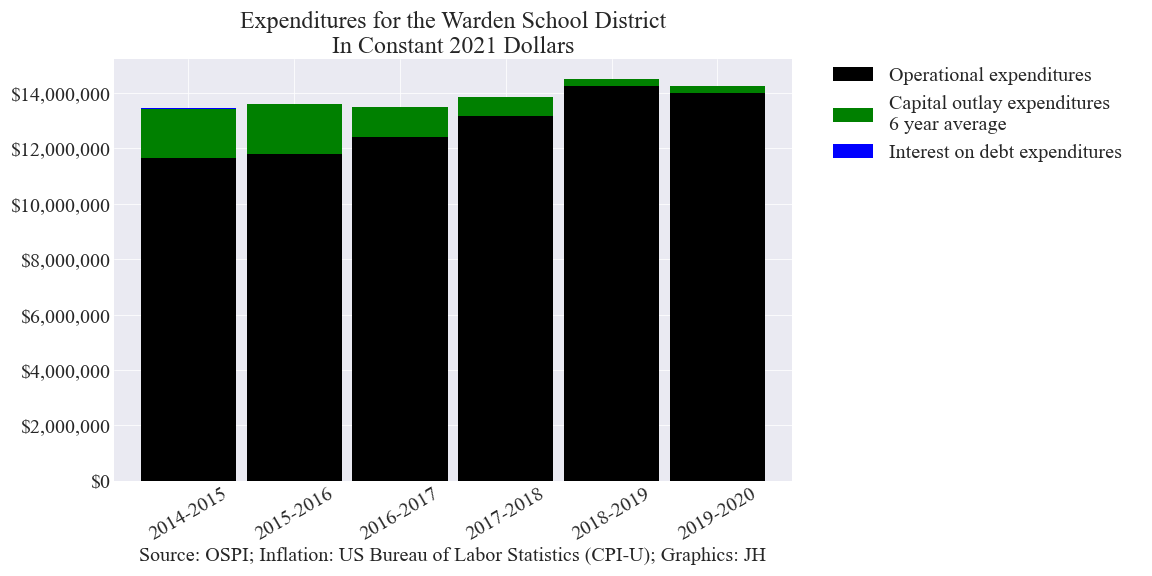 Expenditures for the Warden School District
In Constant 2021 Dollars
$14,000,000
$12,000,000
$10,000,000
$8,000,000
$6,000,000
$4,000,000
$2,000,000
$0
2014-2015
2015-2016
2016-2017
2017-2018
2018-2019
2019-2020
Source: OSPI; Inflation: US Bureau of Labor Statistics (CPI-U); Graphics: JH
Operational expenditures
Capital outlay expenditures
6 year average
Interest on debt expenditures